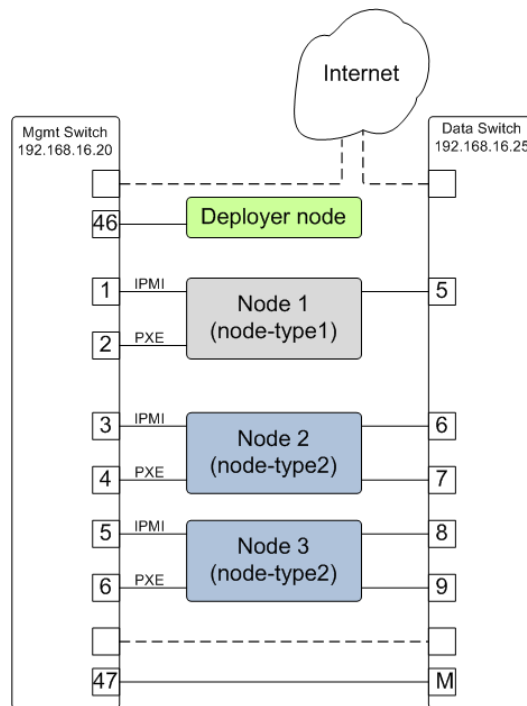 Internet
Mgmt Switch
192.168.16.20
Data Switch
192.168.16.25
46
Deployer node
1
IPMI
Node 1
(node-type1)
5
2
PXE
3
IPMI
Node 2
(node-type2)
6
4
PXE
7
5
IPMI
Node 3
(node-type2)
8
6
PXE
9
47
M